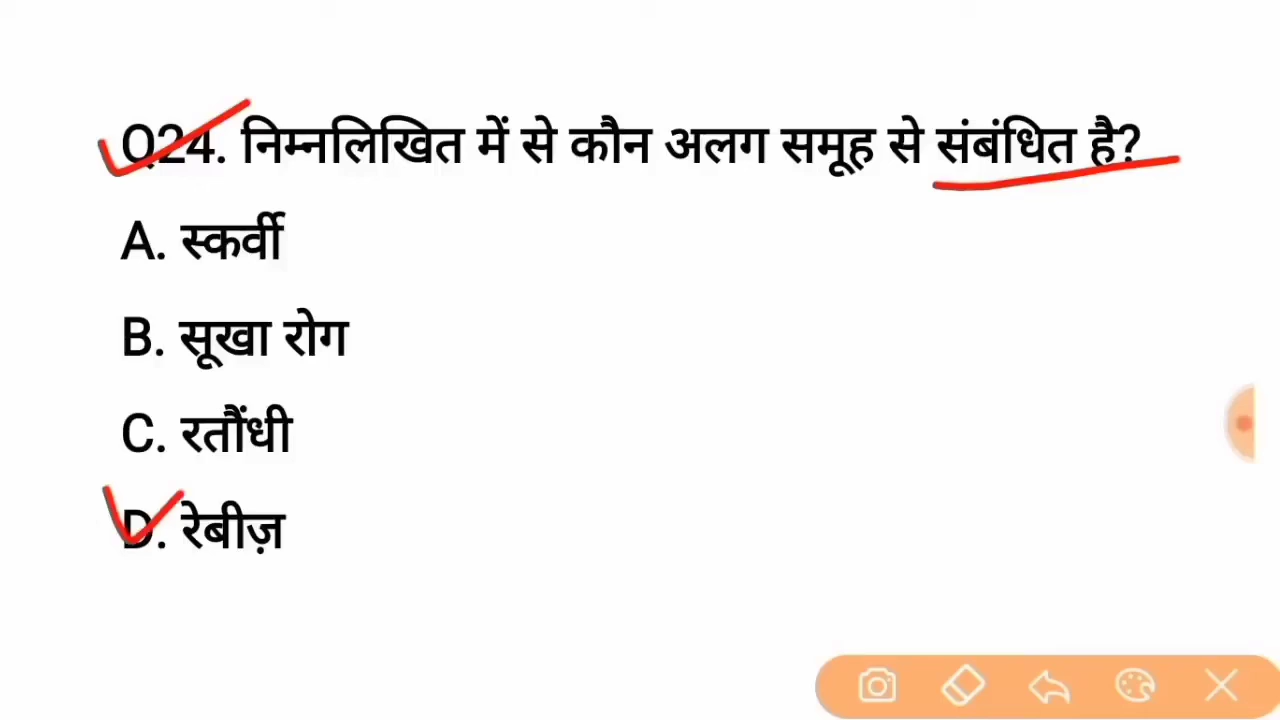 Q24. निम्नलिखित में से कौन अलग समूह से संबंधित है?
A. स्कर्वी
B. सूखा रोग
C. रतौंधी
D. रेबीज़